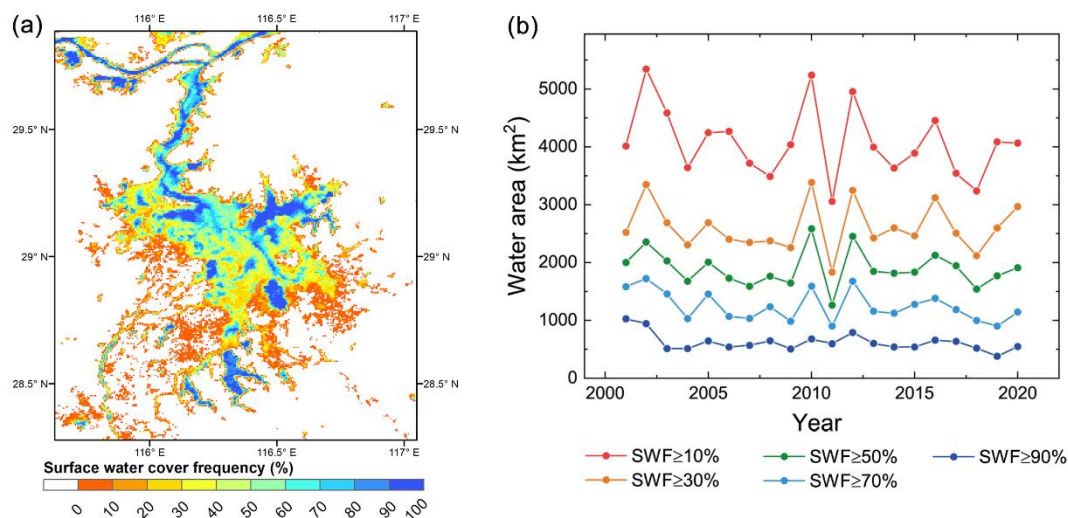 (a)
116° E 116.5° E 117° E
29.5° N 29.5° N
29° N 29° N
28.5° N 28.5° N
116° E 116.5° E 117° E
Surface water cover frequency (%)
0 10 20 30 40 50 60 70 80 90 100
(b)
Water area (km²)
5000
4000
3000
2000
1000
0
2000 2005 2010 2015 2020
Year
SWF≥10% SWF≥50% SWF≥90%
SWF≥30% SWF≥70%